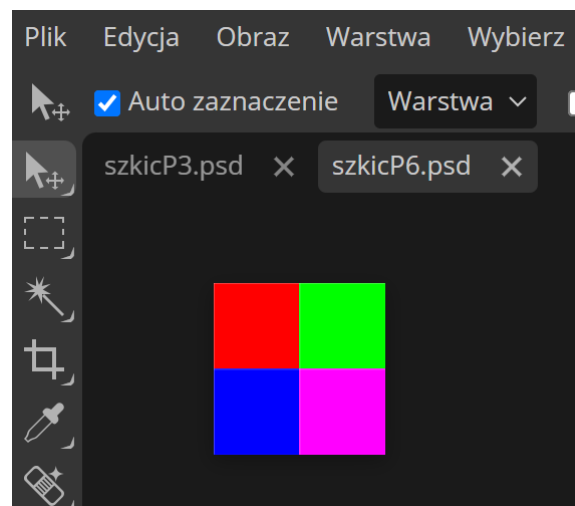 Plik Edycja Obraz Warstwa Wybierz
Auto zaznaczenie Warstwa
szkicP3.psd szkicP6.psd